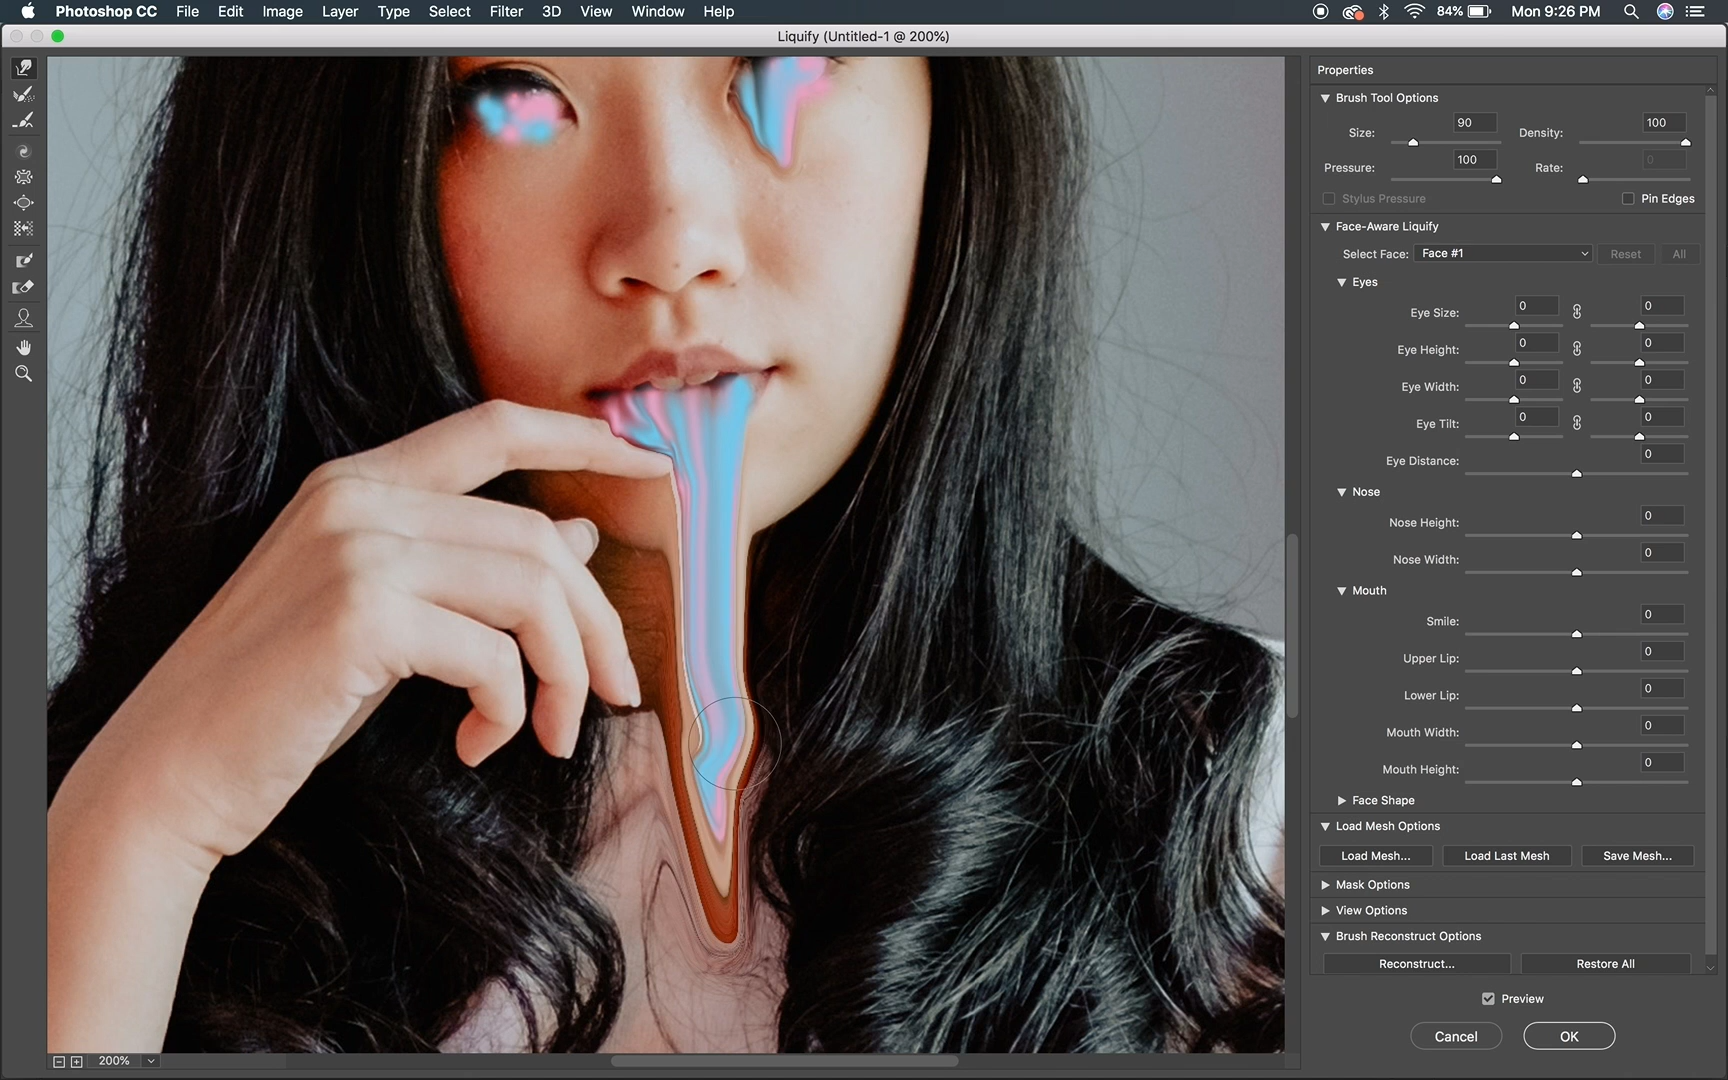 Photoshop CC File Edit Image Layer Type Select Filter 3D View Window Help 84% Mon 9:26 PM
Liquify (Untitled-1 @ 200%)
Properties
Brush Tool Options
Size: 90 Density: 100
Pressure: 100 Rate: 0
Stylus Pressure Pin Edges
Face-Aware Liquify
Select Face: Face #1 Reset All
Eyes
Eye Size: 0 0
Eye Height: 0 0
Eye Width: 0 0
Eye Tilt: 0 0
Eye Distance: 0
Nose
Nose Height: 0
Nose Width: 0
Mouth
Smile: 0
Upper Lip: 0
Lower Lip: 0
Mouth Width: 0
Mouth Height: 0
Face Shape
Load Mesh Options
Load Mesh... Load Last Mesh Save Mesh...
Mask Options
View Options
Brush Reconstruct Options
Reconstruct... Restore All
Preview
Cancel OK
200%